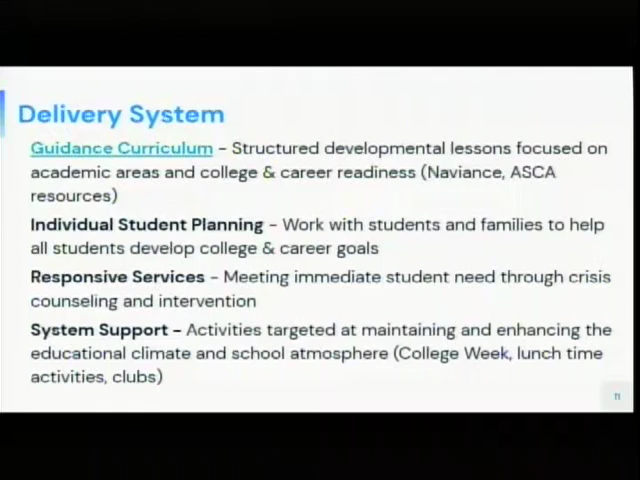 Delivery System
Guidance Curriculum - Structured developmental lessons focused on
academic areas and college & career readiness (Naviance, ASCA
resources)
Individual Student Planning - Work with students and families to help
all students develop college & career goals
Responsive Services - Meeting immediate student need through crisis
counseling and intervention
System Support - Activities targeted at maintaining and enhancing the
educational climate and school atmosphere (College Week, lunch time
activities, clubs)
11